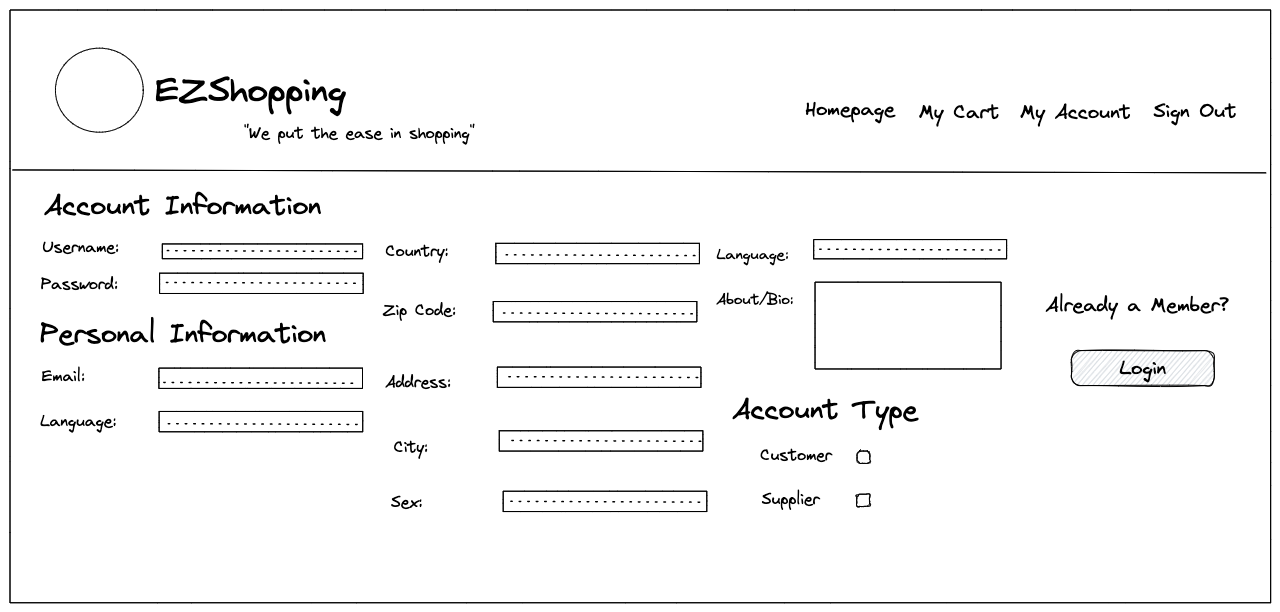 EZShopping
"We put the ease in shopping"
Homepage My Cart My Account Sign Out
Account Information
Username:
Password:
Personal Information
Email:
Language:
Country:
Zip Code:
Address:
City:
Sex:
Language:
About/Bio:
Account Type
Customer
Supplier
Already a Member?
Login